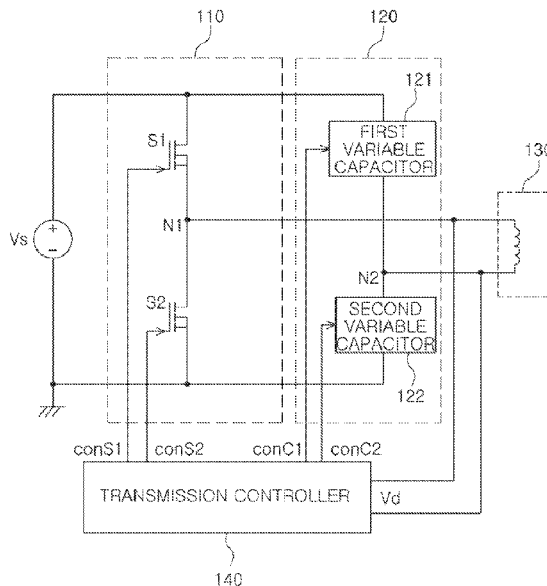 110
120
121
S1
FIRST
VARIABLE
CAPACITOR
130
Vs
+
−
N1
N2
S2
SECOND
VARIABLE
CAPACITOR
122
conS1
conS2
conC1
conC2
TRANSMISSION CONTROLLER
Vd
140